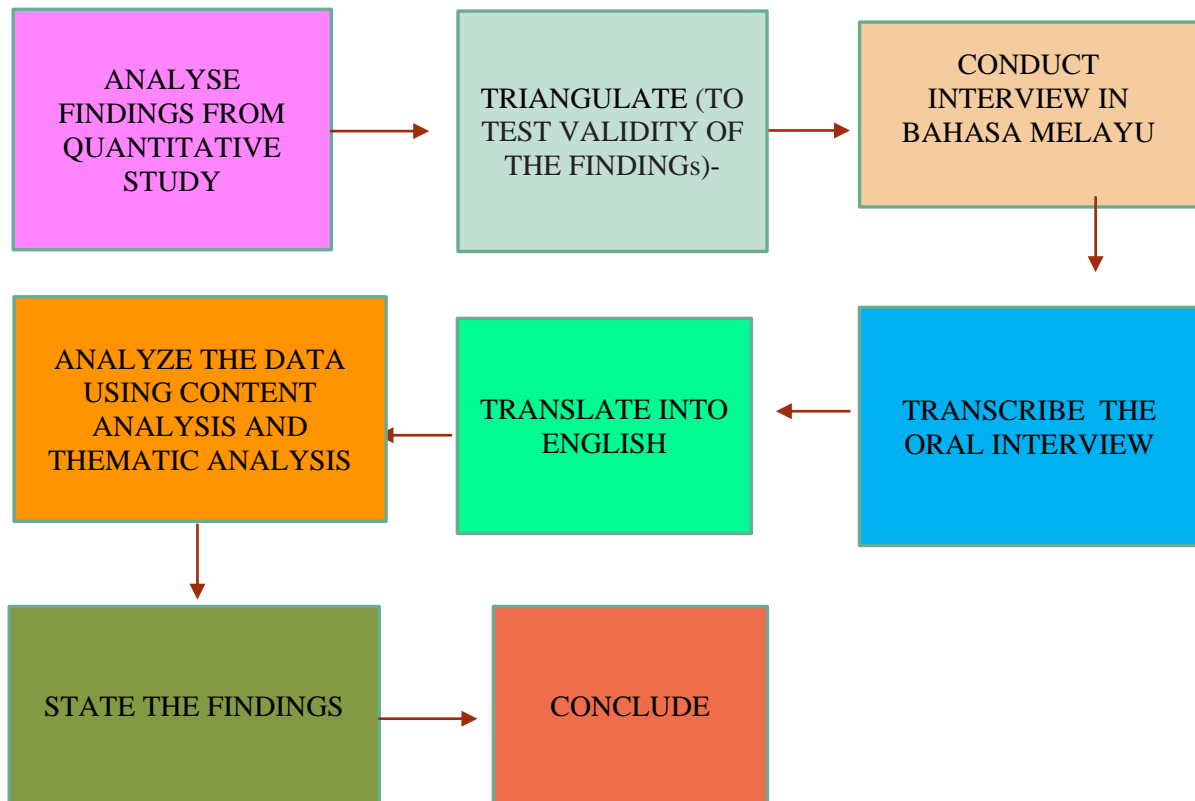 ANALYSE
FINDINGS FROM
QUANTITATIVE
STUDY
TRIANGULATE (TO
TEST VALIDITY OF
THE FINDINGs)-
CONDUCT
INTERVIEW IN
BAHASA MELAYU
TRANSCRIBE THE
ORAL INTERVIEW
TRANSLATE INTO
ENGLISH
ANALYZE THE DATA
USING CONTENT
ANALYSIS AND
THEMATIC ANALYSIS
STATE THE FINDINGS
CONCLUDE